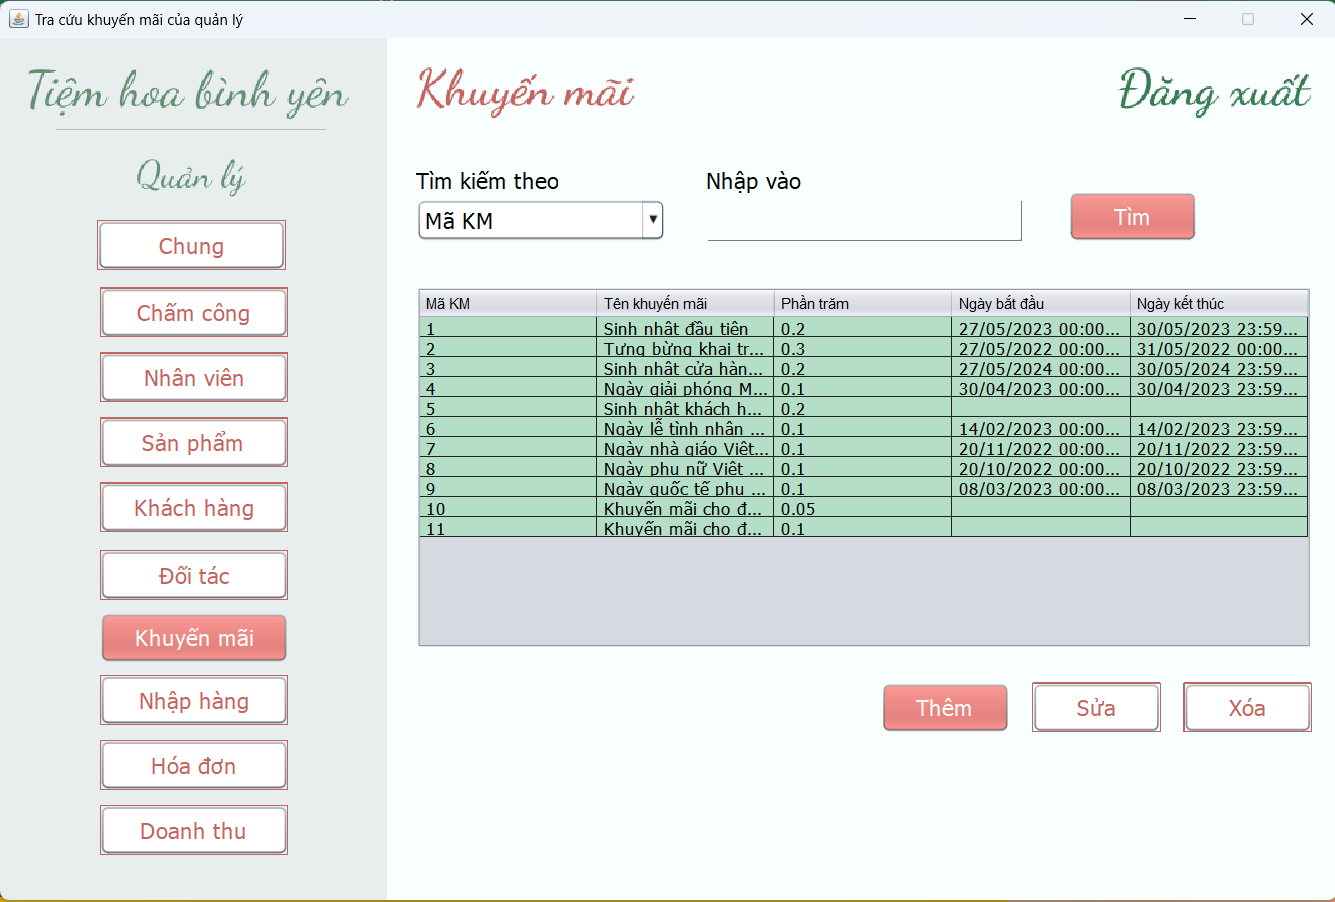 Tra cứu khuyến mãi của quản lý
Tiệm hoa bình yên
Quản lý
Chung
Chấm công
Nhân viên
Sản phẩm
Khách hàng
Đối tác
Khuyến mãi
Nhập hàng
Hóa đơn
Doanh thu
Khuyến mãi
Đăng xuất
Tìm kiếm theo
Nhập vào
Mã KM
Tìm
Mã KM Tên khuyến mãi Phần trăm Ngày bắt đầu Ngày kết thúc
1 Sinh nhật đầu tiên 0.2 27/05/2023 00:00... 30/05/2023 23:59...
2 Tưng bừng khai tr... 0.3 27/05/2022 00:00... 31/05/2022 00:00...
3 Sinh nhật cửa hàn... 0.2 27/05/2024 00:00... 30/05/2024 23:59...
4 Ngày giải phóng M... 0.1 30/04/2023 00:00... 30/04/2023 23:59...
5 Sinh nhật khách h... 0.2
6 Ngày lễ tình nhân ... 0.1 14/02/2023 00:00... 14/02/2023 23:59...
7 Ngày nhà giáo Việt... 0.1 20/11/2022 00:00... 20/11/2022 23:59...
8 Ngày phụ nữ Việt ... 0.1 20/10/2022 00:00... 20/10/2022 23:59...
9 Ngày quốc tế phụ ... 0.1 08/03/2023 00:00... 08/03/2023 23:59...
10 Khuyến mãi cho đ... 0.05
11 Khuyến mãi cho đ... 0.1
Thêm
Sửa
Xóa